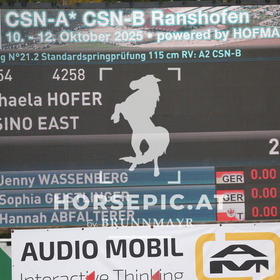 CSN-A* CSN-B Ranshofen
10. - 12. Oktober 2025 • powered by HOFMA
g N°21.2 Standardspringprüfung 115 cm RV: A2 CSN-B
54 4258
haela HOFER
SINO EAST
2
Jenny WASSENBERG GER 0.00
HORSEPIC.AT
Sophia GER 0.00
by BRUNNMAYR
Hannah ABFALTERER T 0.00
AUDIO MOBIL
Interactive Thinking